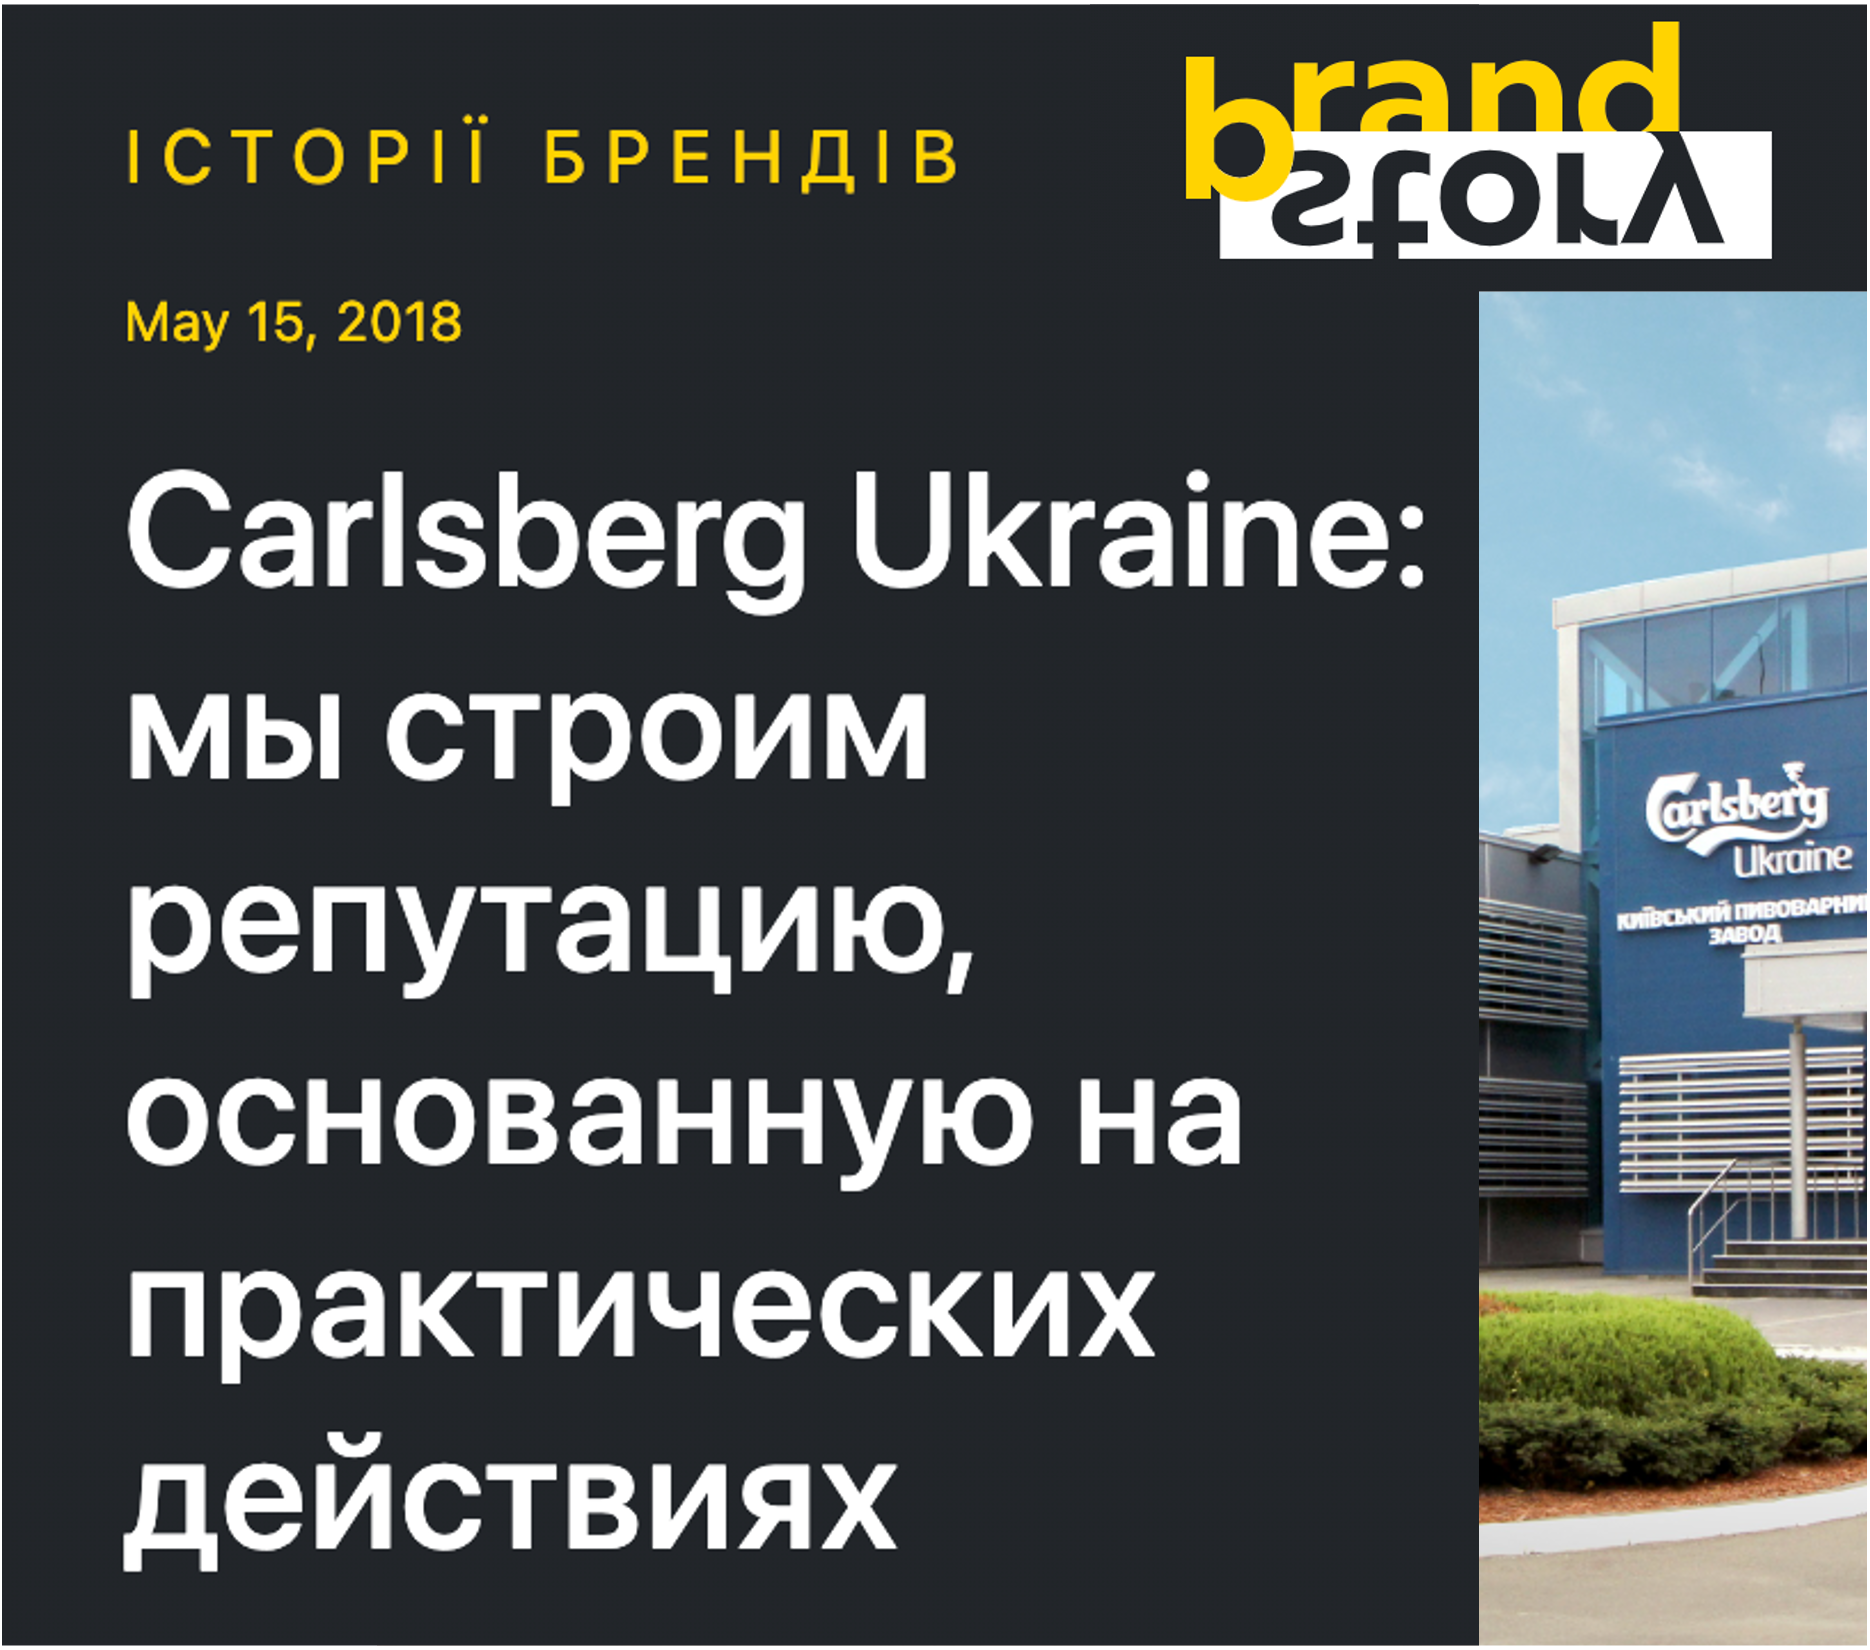 ІСТОРІЇ БРЕНДІВ
brand
story
May 15, 2018
Carlsberg Ukraine:
мы строим
репутацию,
основанную на
практических
действиях
Carlsberg
Ukraine
КИЇВСЬКИЙ ПИВОВАРНИ
ЗАВОД